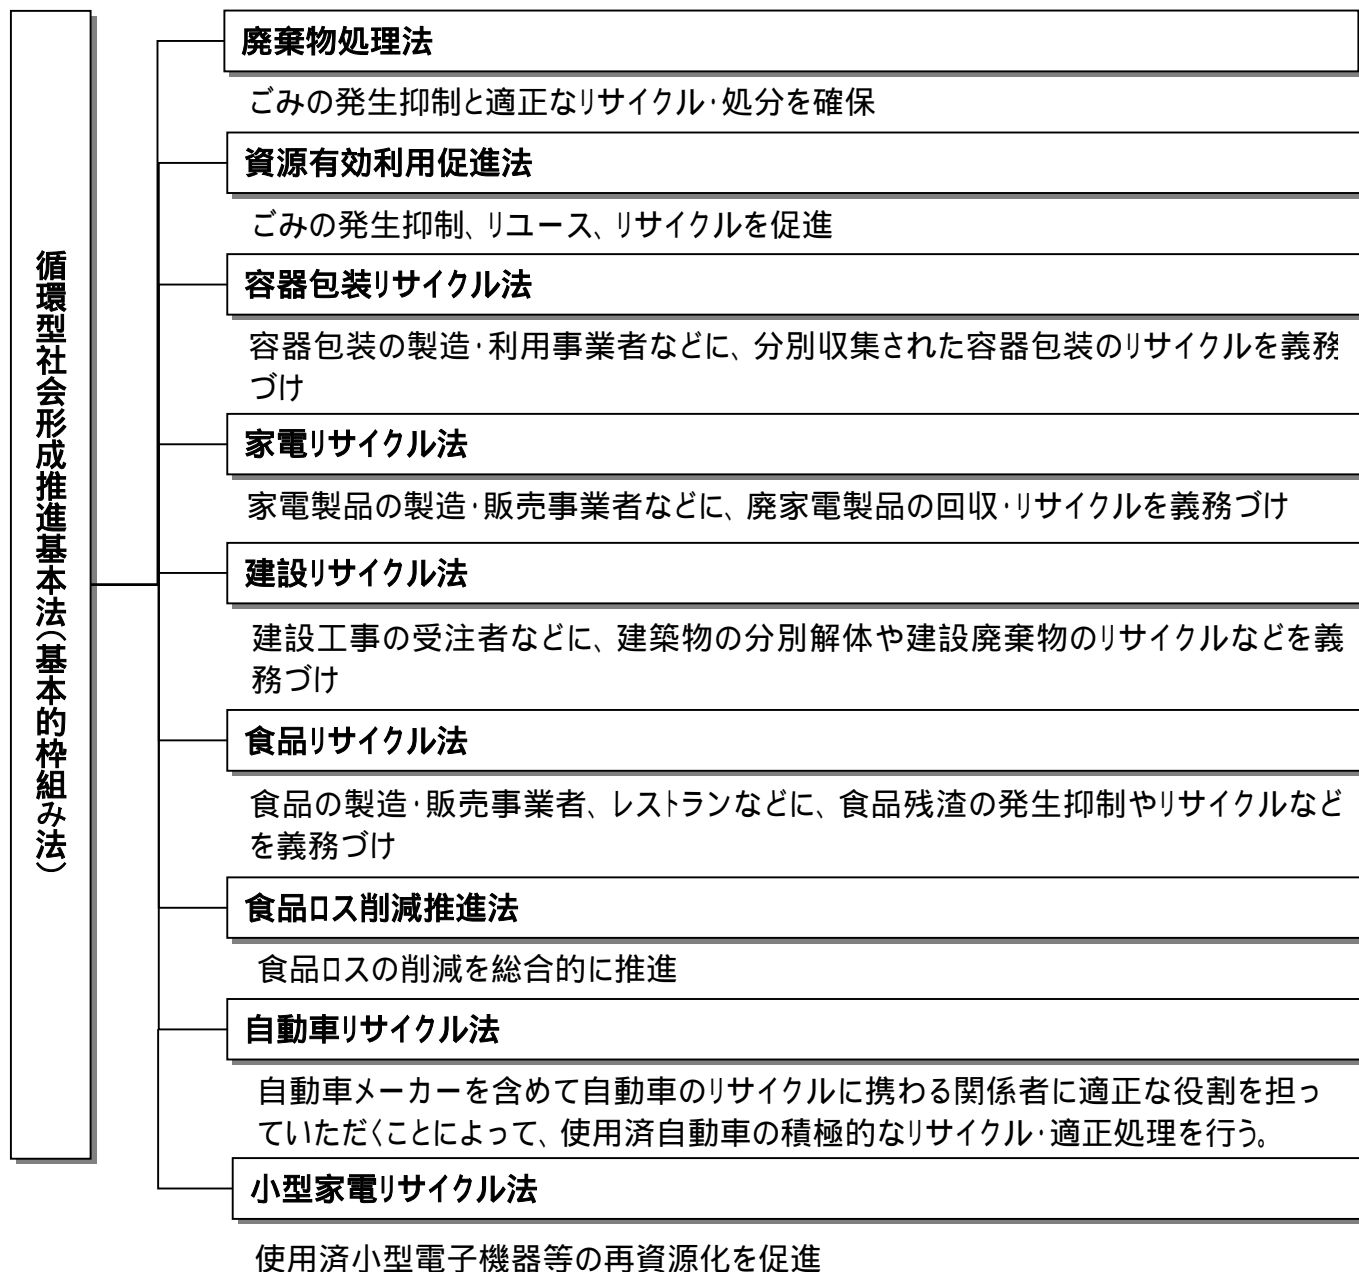 循環型社会形成推進基本法（基本的枠組み法）
廃棄物処理法
ごみの発生抑制と適正なリサイクル・処分を確保
資源有効利用促進法
ごみの発生抑制、リユース、リサイクルを促進
容器包装リサイクル法
容器包装の製造・利用事業者などに、分別収集された容器包装のリサイクルを義務
づけ
家電リサイクル法
家電製品の製造・販売事業者などに、廃家電製品の回収・リサイクルを義務づけ
建設リサイクル法
建設工事の受注者などに、建築物の分別解体や建設廃棄物のリサイクルなどを義
務づけ
食品リサイクル法
食品の製造・販売事業者、レストランなどに、食品残渣の発生抑制やリサイクルなど
を義務づけ
食品ロス削減推進法
食品ロスの削減を総合的に推進
自動車リサイクル法
自動車メーカーを含めて自動車のリサイクルに携わる関係者に適正な役割を担っ
ていただくことによって、使用済自動車の積極的なリサイクル・適正処理を行う。
小型家電リサイクル法
使用済小型電子機器等の再資源化を促進